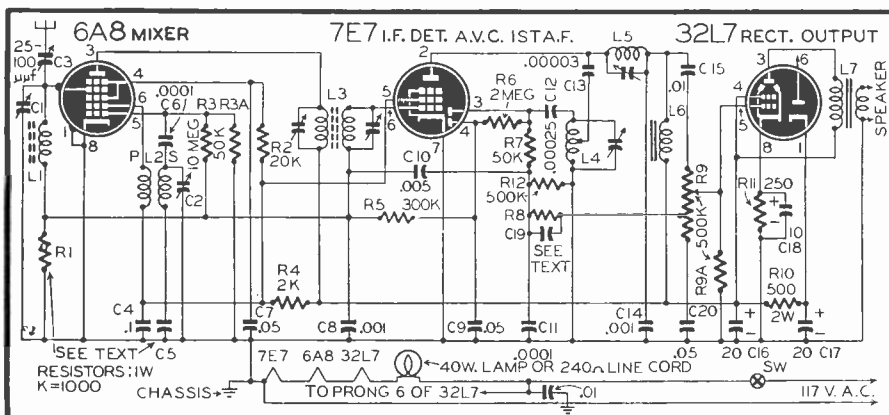 6A8 MIXER
7E7 I.F. DET. A.V.C. 1ST A.F.
32L7 RECT. OUTPUT
25-
100
µµf
C3
3
4
6
5
1
8
C1
L1
.0001
C6
P L2 S
C2
10 MEG
R3
R3A
50K
R2
20K
L3
2
5
6
7
3
4
R6
2 MEG
C12
.00025
.00003
C13
L5
L4
L6
C15
.01
R7
50K
R12
500K
R8
C19
SEE
TEXT
C10
.005
R5 300K
R9
500K
R9A
3
6
4
5
8
1
L7
SPEAKER
R11
250
+
-
10
C18
R10
500
2W
R1
R4
2K
C4
.1
C5
C7
.05
C8
.001
C9
.05
C11
.0001
C14
.001
C20
.05
+
-
20 C16
+
-
20 C17
SEE TEXT
RESISTORS:1W
K=1000
CHASSIS
7E7 6A8 32L7
40W. LAMP OR 240Ω LINE CORD
TO PRONG 6 OF 32L7
.01
SW
117 V. A.C.